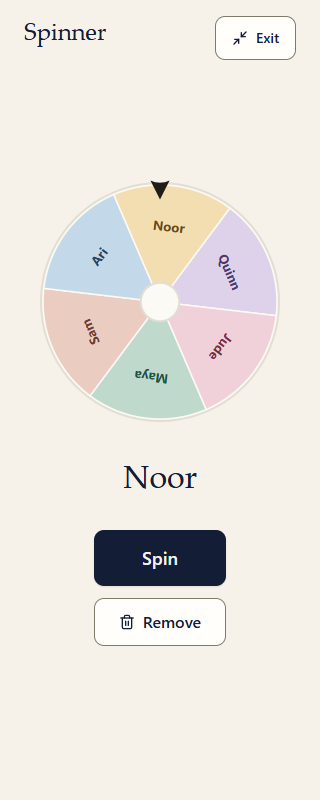 Spinner
Exit
Noor
Quinn
Jude
Maya
Sam
Ari
Noor
Spin
Remove